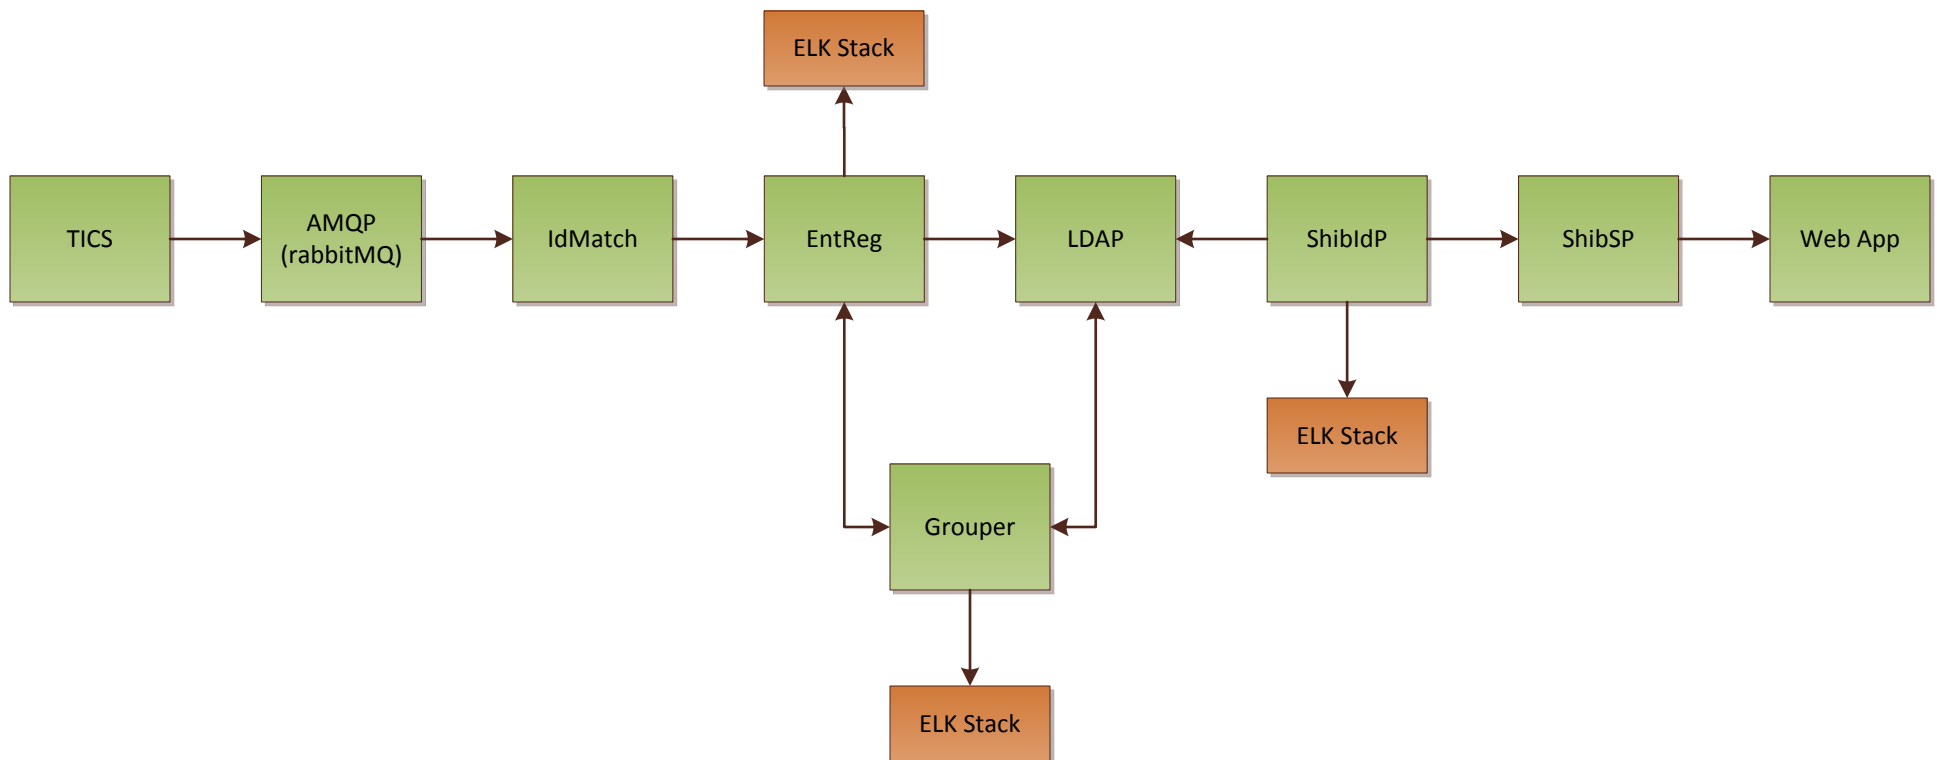 ELK Stack
TICS
AMQP
(rabbitMQ)
IdMatch
EntReg
LDAP
ShibIdP
ShibSP
Web App
ELK Stack
Grouper
ELK Stack